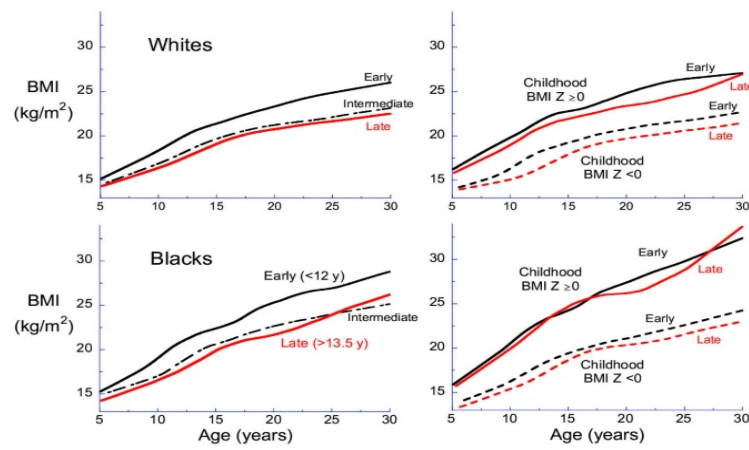 Whites
BMI
(kg/m²)
30
25
20
15
5
10
15
20
25
30
Early
Intermediate
Late
30
25
20
15
5
10
15
20
25
30
Childhood
BMI Z ≥0
Early
Late
Early
Late
Childhood
BMI Z <0
Blacks
BMI
(kg/m²)
30
25
20
15
5
10
15
20
25
30
Early (<12 y)
Intermediate
Late (>13.5 y)
Age (years)
30
25
20
15
5
10
15
20
25
30
Childhood
BMI Z ≥0
Early
Late
Early
Late
Childhood
BMI Z <0
Age (years)